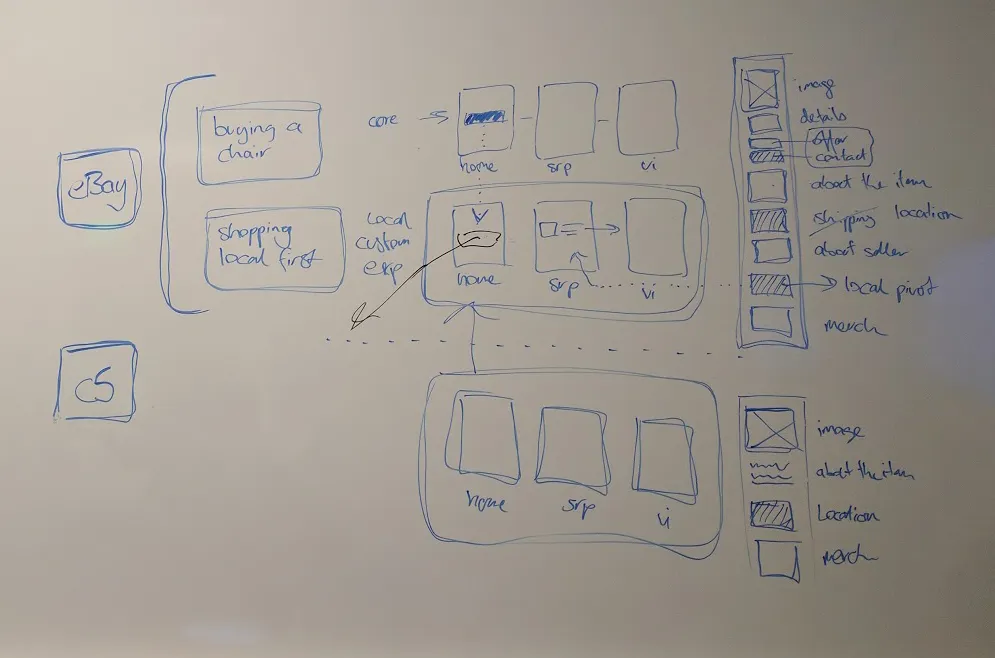 eBay
buying a
chair
shopping
local first
core
home
srp
vi
Local
custom
exp
home
srp
vi
image
details
offer
contact
about the item
shipping location
about seller
local pivot
merch
cS
home
srp
vi
image
about the item
Location
merch